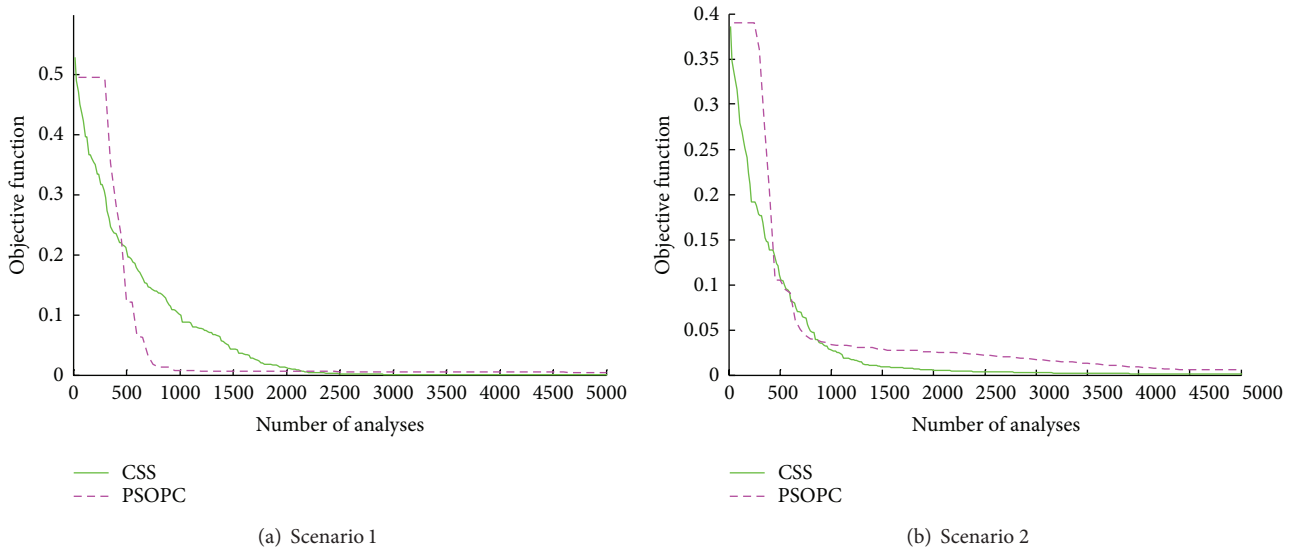 0.5
0.4
0.3
0.2
0.1
0
Objective function
0 500 1000 1500 2000 2500 3000 3500 4000 4500 5000
Number of analyses
CSS
PSOPC
(a) Scenario 1
0.4
0.35
0.3
0.25
0.2
0.15
0.1
0.05
0
Objective function
0 500 1000 1500 2000 2500 3000 3500 4000 4500 5000
Number of analyses
CSS
PSOPC
(b) Scenario 2